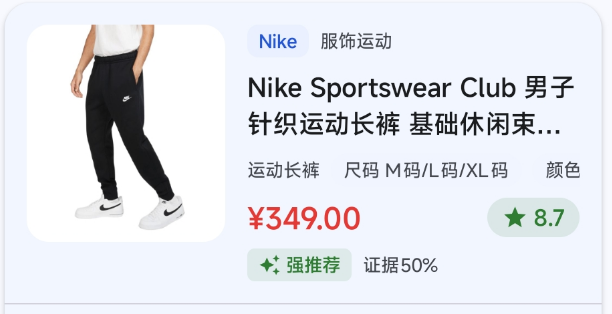 Nike 服饰运动
Nike Sportswear Club 男子
针织运动长裤 基础休闲束...
运动长裤 尺码 M码/L码/XL码 颜色
¥349.00 8.7
强推荐 证据50%